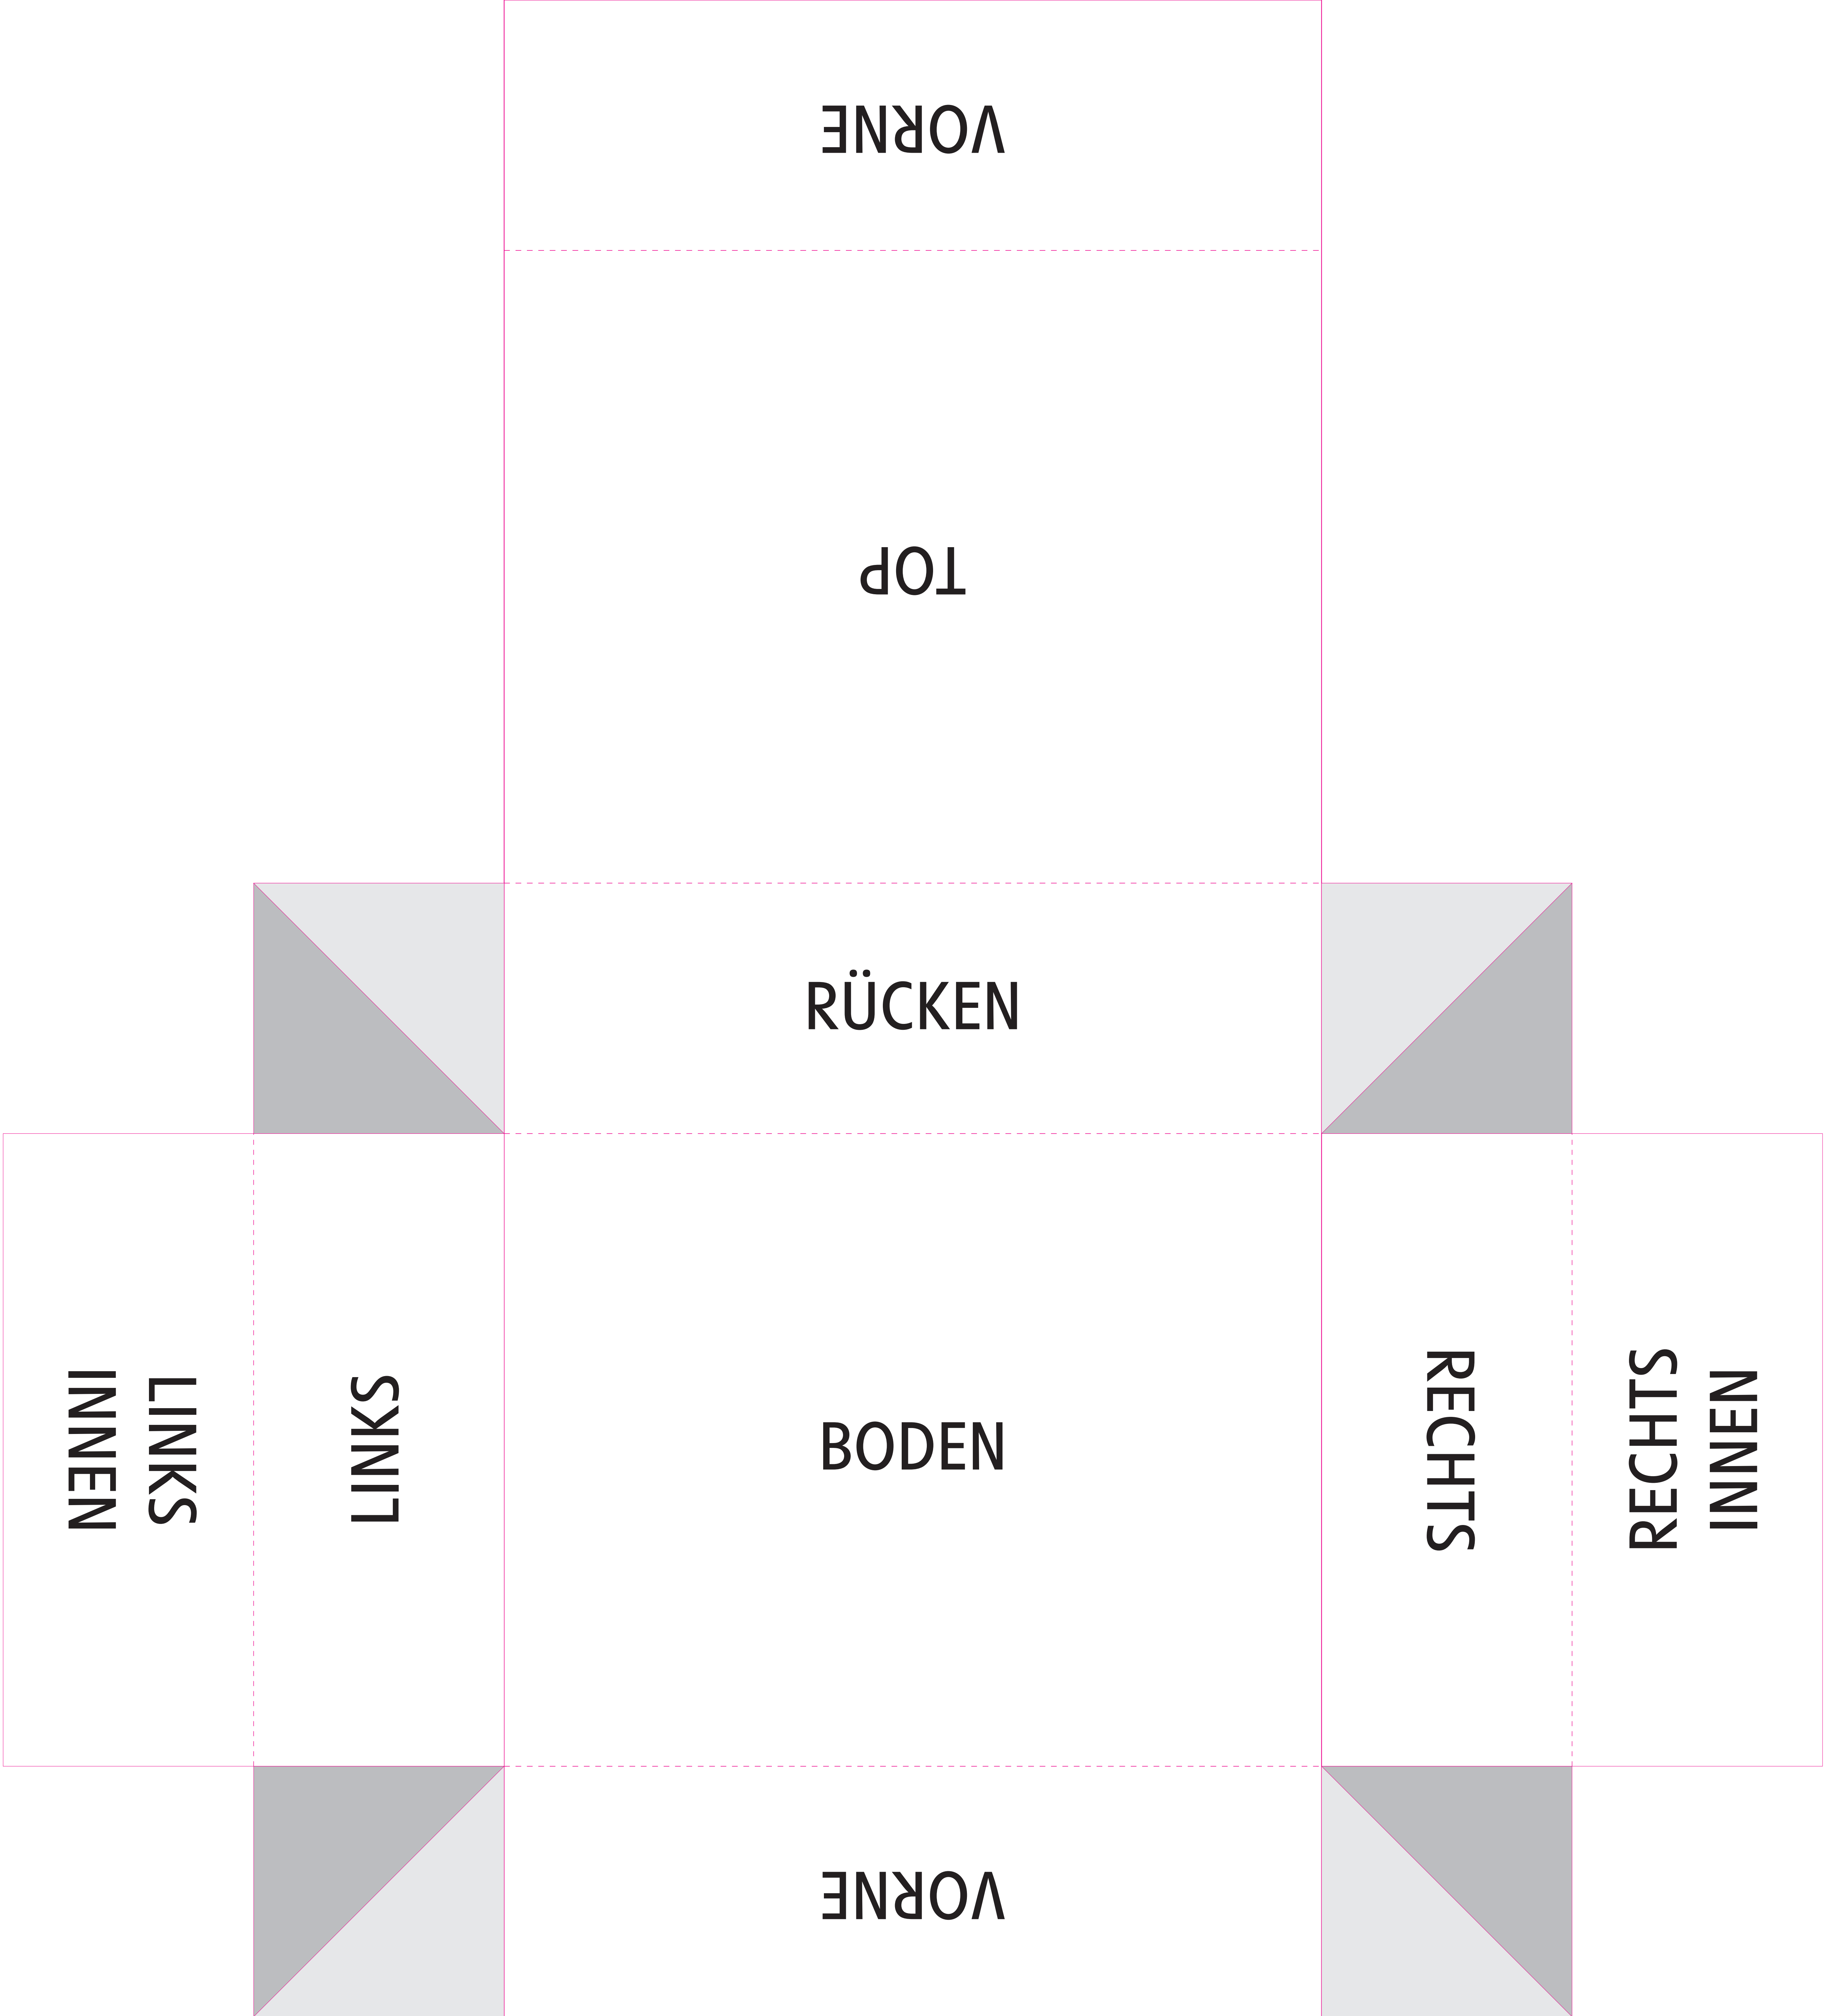 VORNE
TOP
RÜCKEN
LINKS
INNEN
LINKS
BODEN
RECHTS
RECHTS
INNEN
VORNE